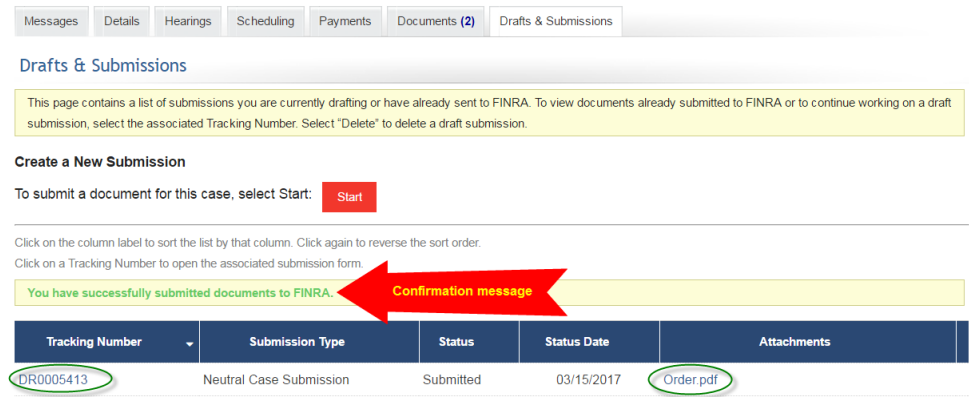 Messages Details Hearings Scheduling Payments Documents (2) Drafts & Submissions
Drafts & Submissions
This page contains a list of submissions you are currently drafting or have already sent to FINRA. To view documents already submitted to FINRA or to continue working on a draft
submission, select the associated Tracking Number. Select "Delete" to delete a draft submission.
Create a New Submission
To submit a document for this case, select Start: Start
Click on the column label to sort the list by that column. Click again to reverse the sort order.
Click on a Tracking Number to open the associated submission form.
You have successfully submitted documents to FINRA. Confirmation message
Tracking Number Submission Type Status Status Date Attachments
DR0005413 Neutral Case Submission Submitted 03/15/2017 Order.pdf